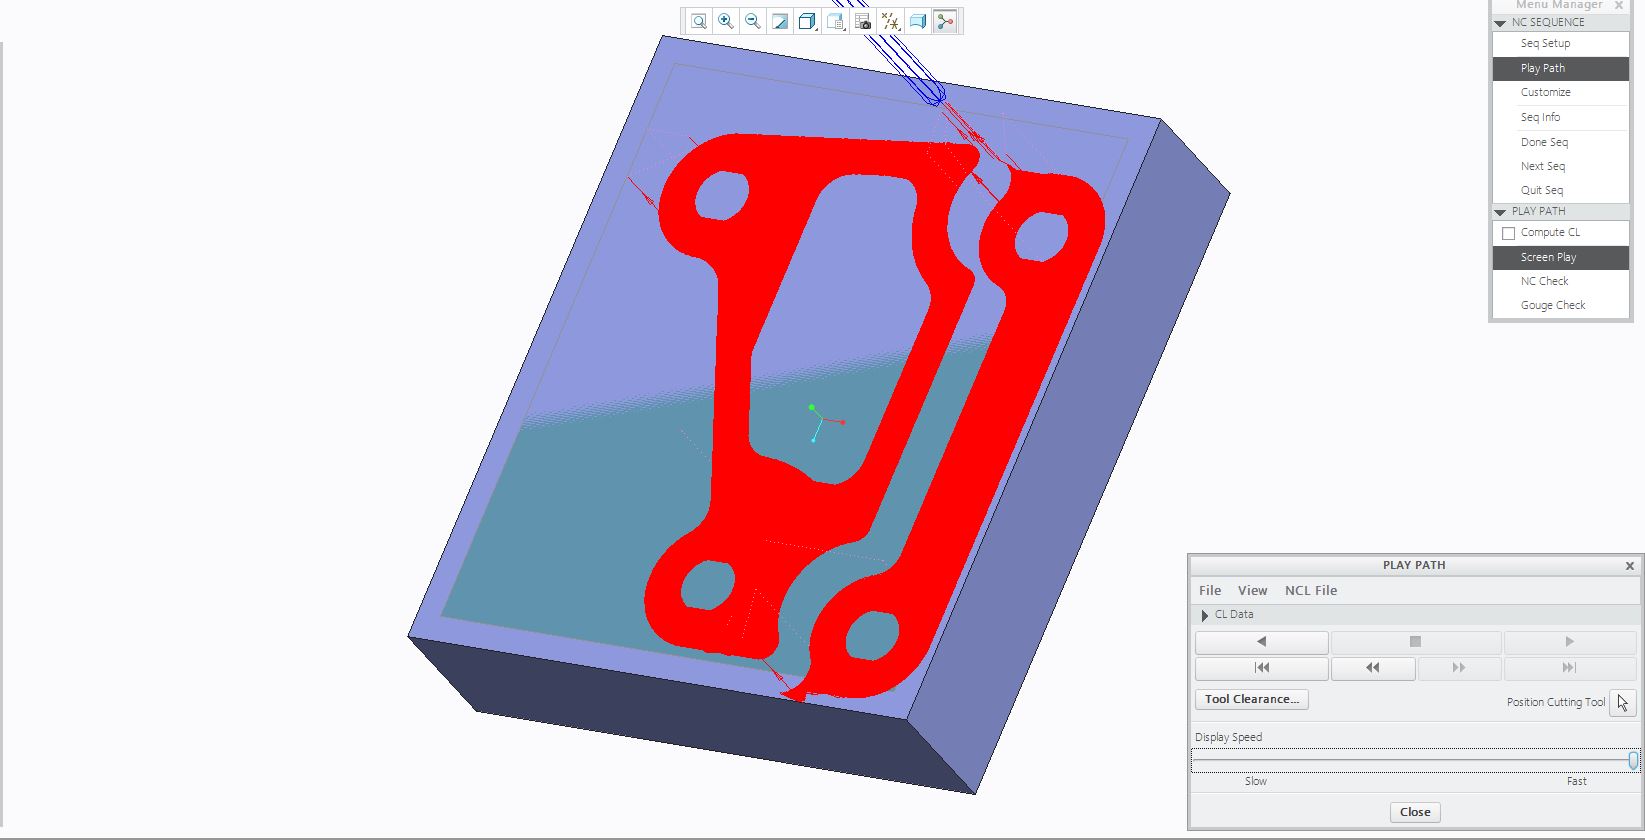 Menu Manager
NC SEQUENCE
Seq Setup
Play Path
Customize
Seq Info
Done Seq
Next Seq
Quit Seq
PLAY PATH
Compute CL
Screen Play
NC Check
Gouge Check
PLAY PATH
File View NCL File
CL Data
Tool Clearance...
Position Cutting Tool
Display Speed
Slow Fast
Close